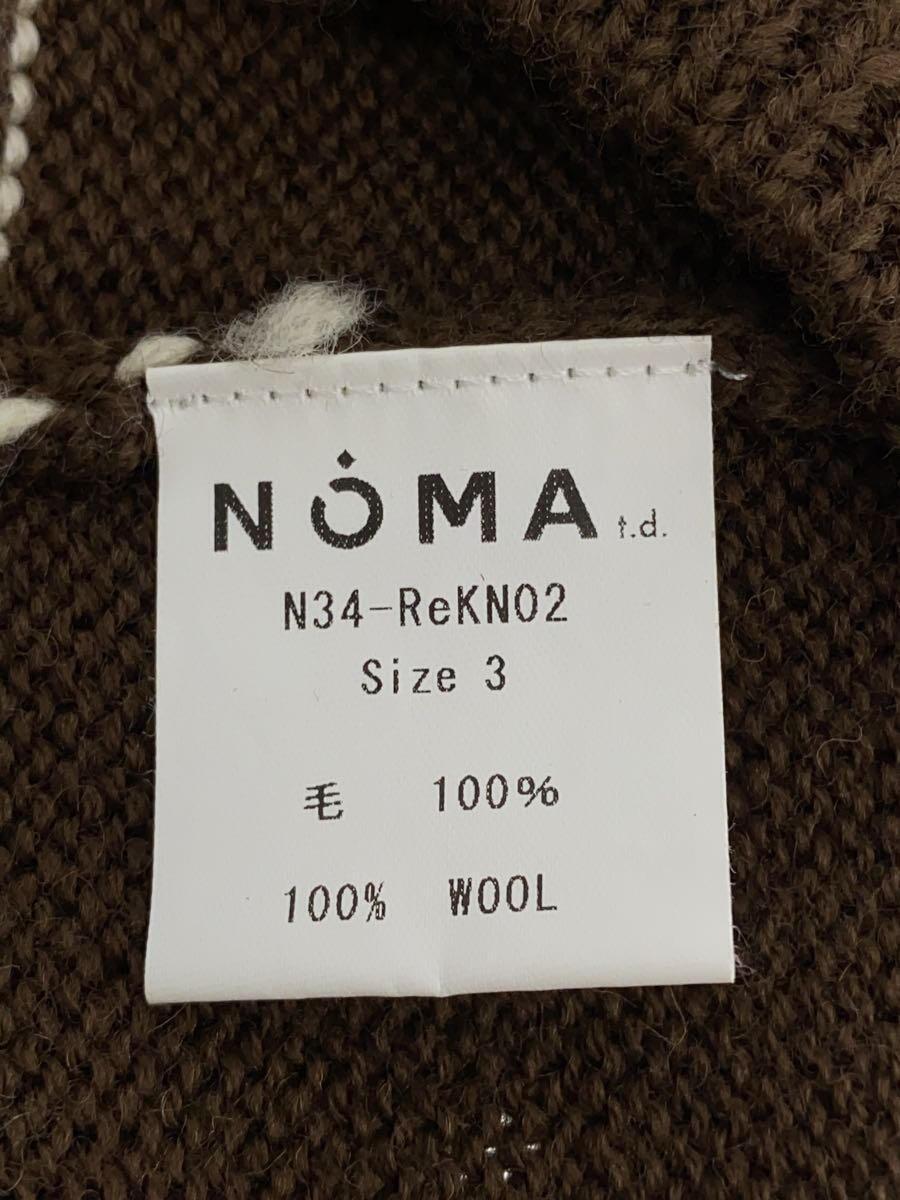 NOMA t.d.
N34-ReKN02
Size 3
毛 100%
100% WOOL